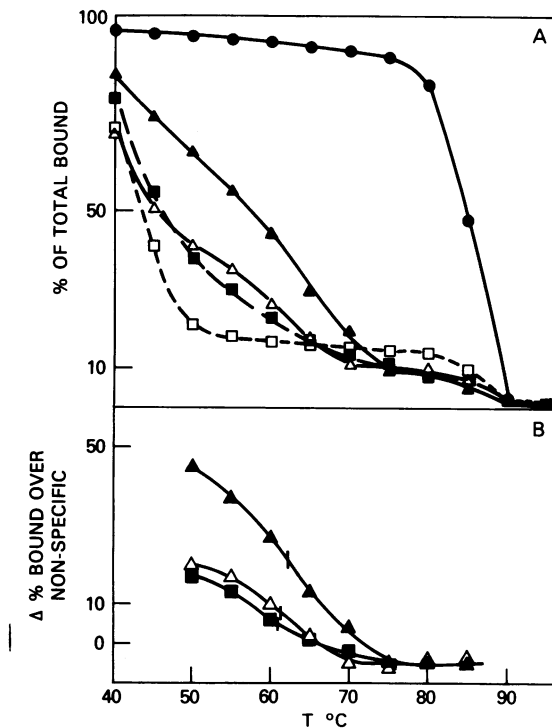 100
A
50
10
% OF TOTAL BOUND
B
50
10
0
Δ % BOUND OVER
NON-SPECIFIC
40 50 60 70 80 90
T °C